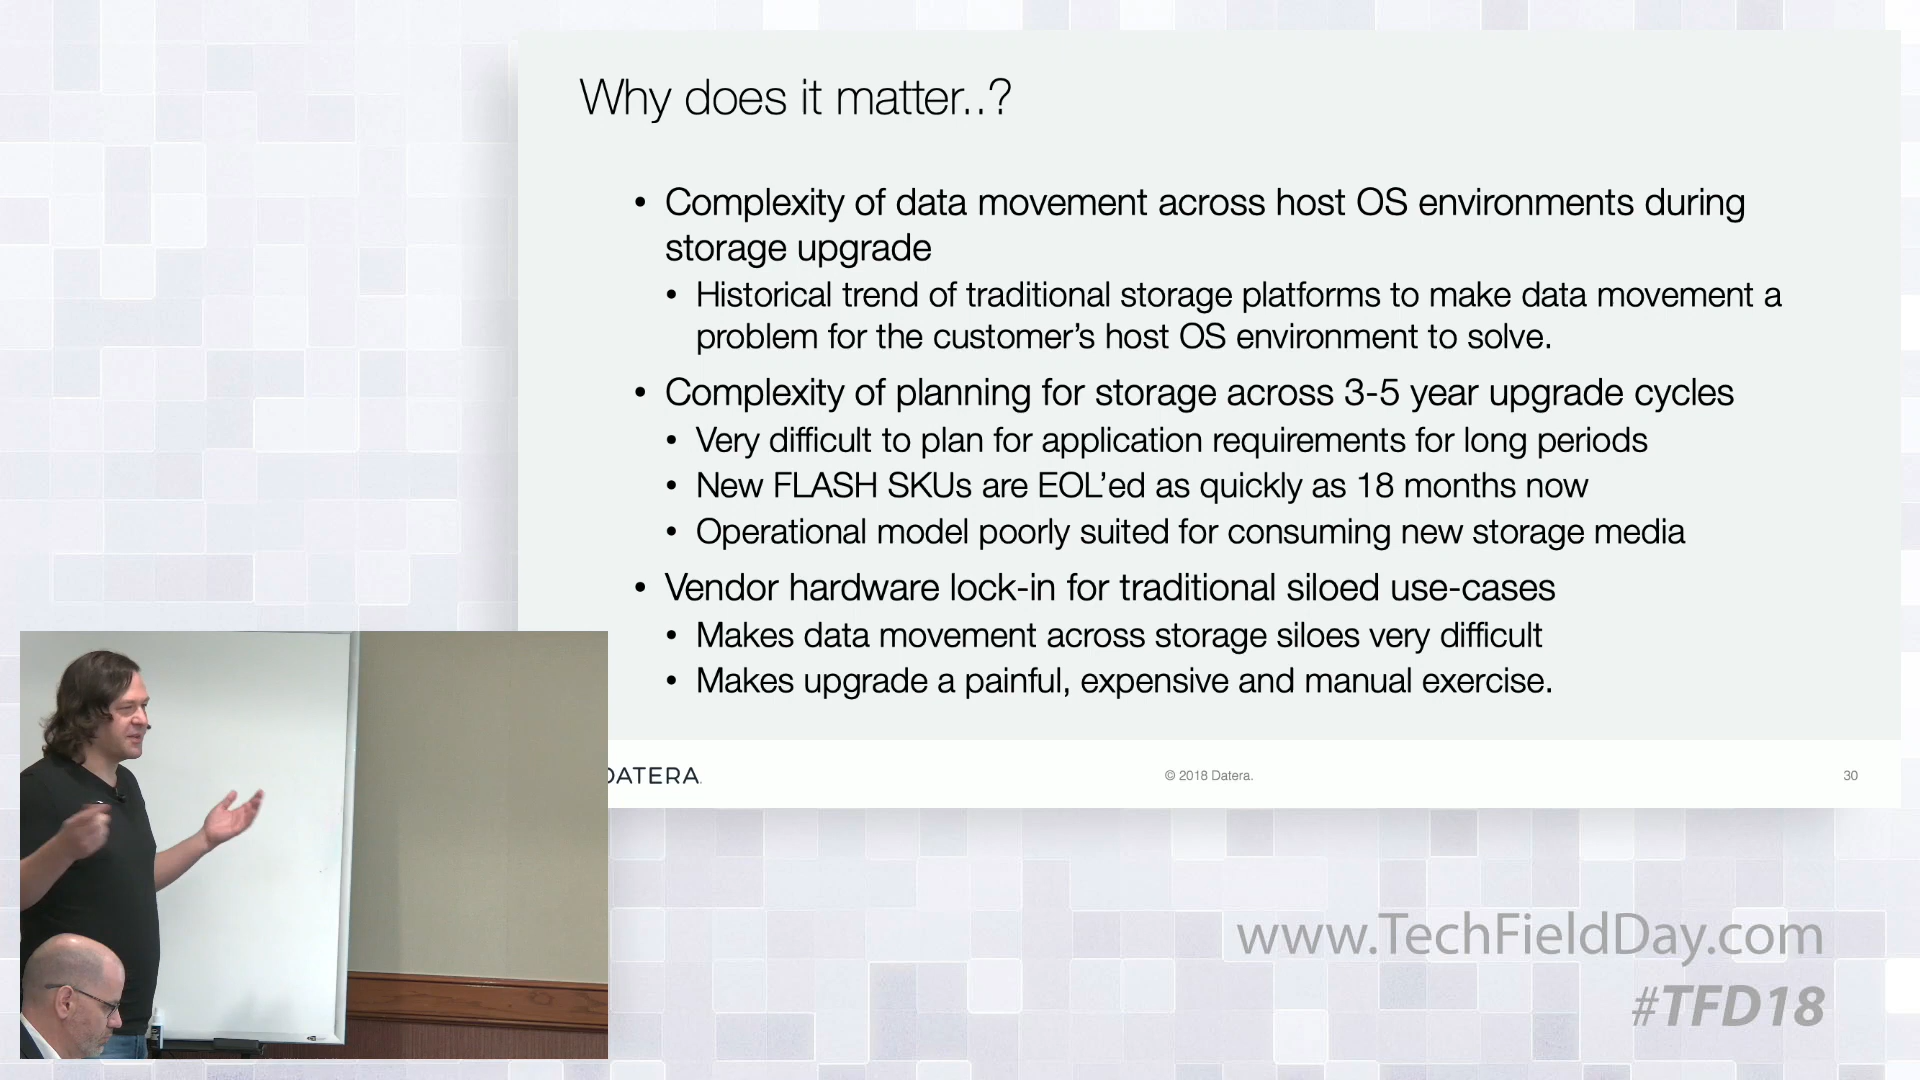 Why does it matter..?
• Complexity of data movement across host OS environments during
storage upgrade
• Historical trend of traditional storage platforms to make data movement a
problem for the customer’s host OS environment to solve.
• Complexity of planning for storage across 3-5 year upgrade cycles
• Very difficult to plan for application requirements for long periods
• New FLASH SKUs are EOL’ed as quickly as 18 months now
• Operational model poorly suited for consuming new storage media
• Vendor hardware lock-in for traditional siloed use-cases
• Makes data movement across storage siloes very difficult
• Makes upgrade a painful, expensive and manual exercise.
DATERA.
© 2018 Datera.
30
www.TechFieldDay.com
#TFD18